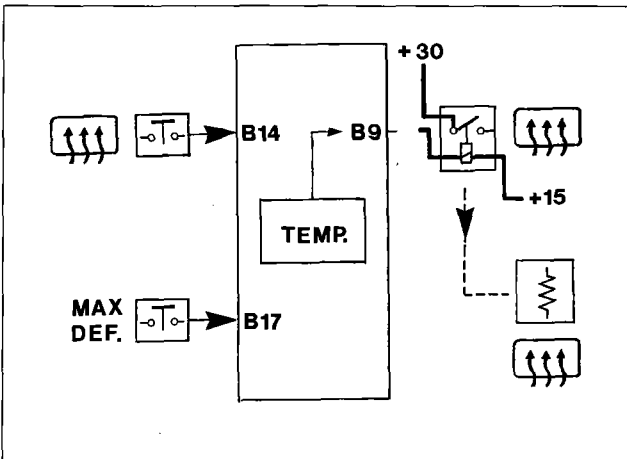 +30
B14
B9
+15
TEMP.
MAX
DEF.
B17